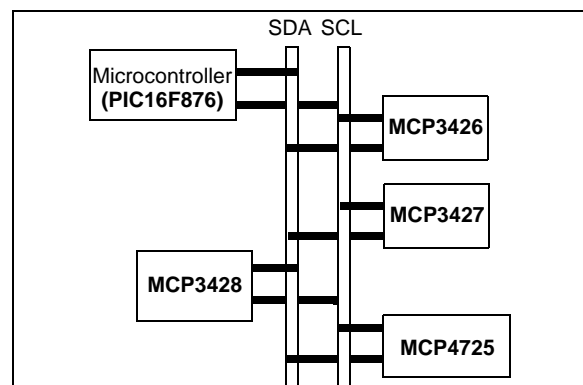 SDA SCL
Microcontroller
(PIC16F876)
MCP3426
MCP3427
MCP3428
MCP4725